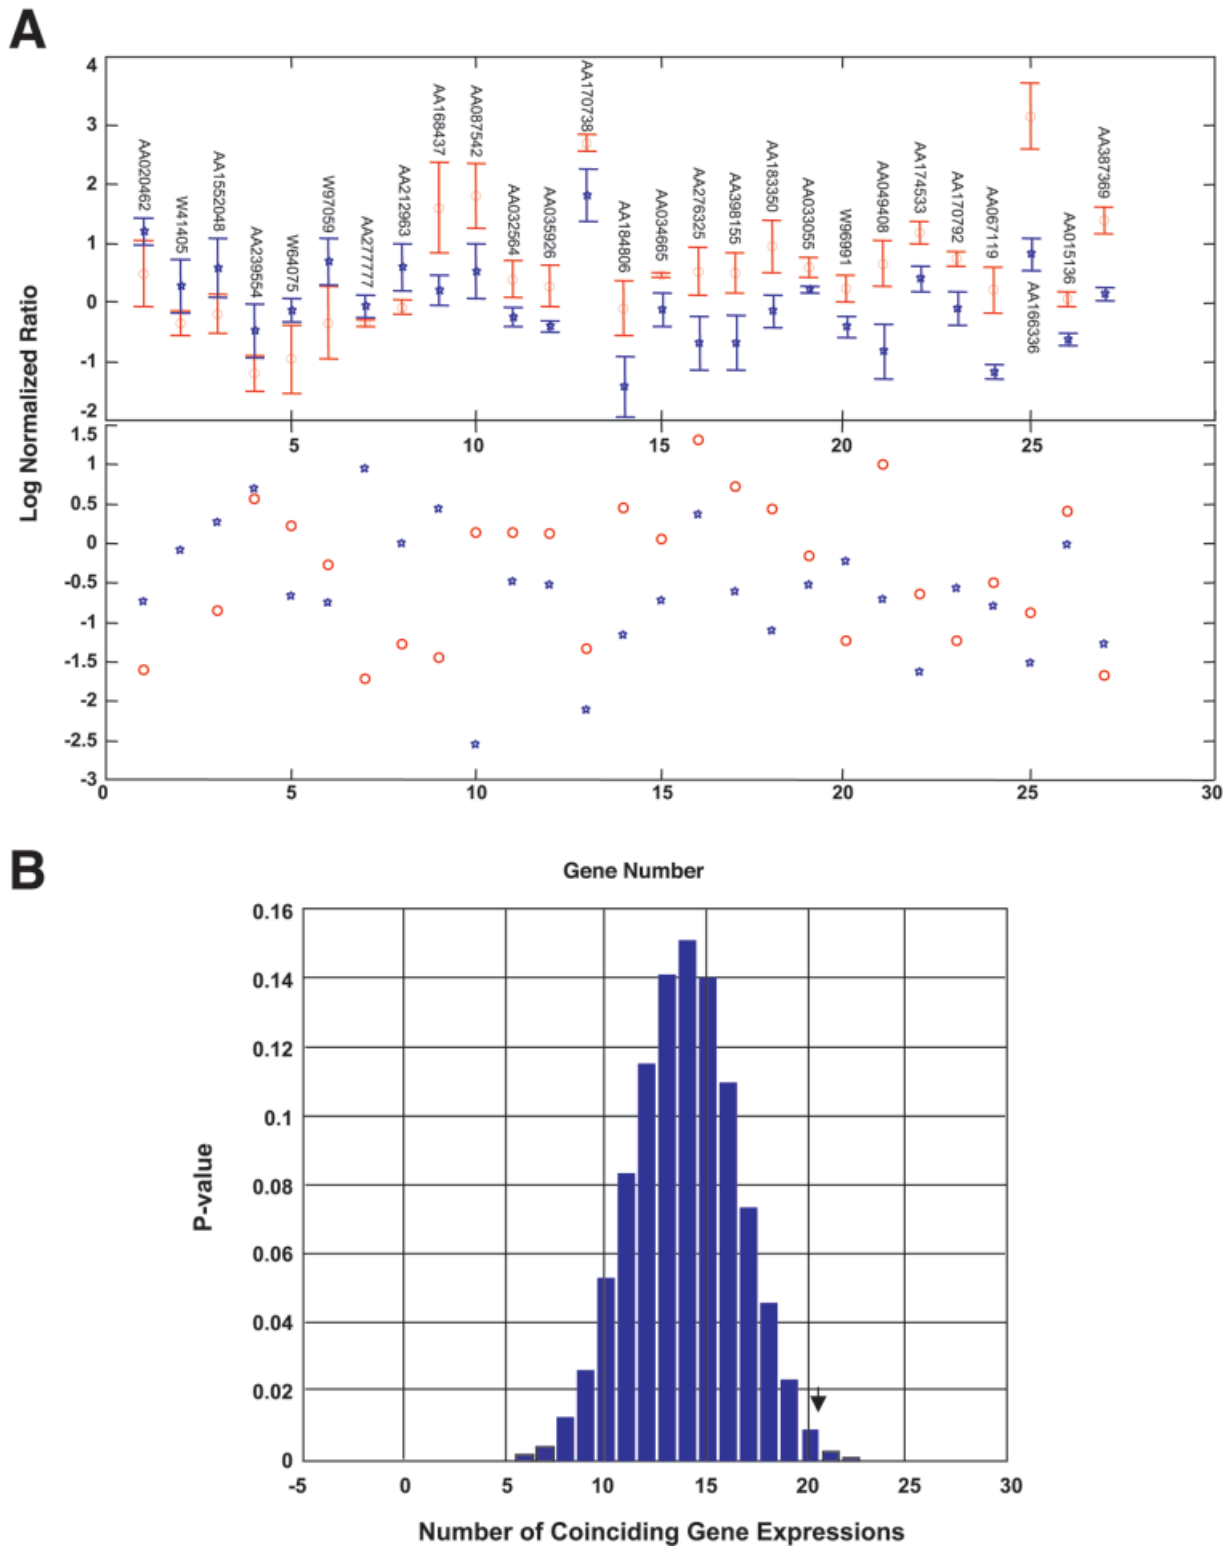 A
4
3
2
1
0
-1
-2
Log Normalized Ratio
AA020462
W41405
AA1552048
AA239554
W64075
W97059
AA277777
AA212963
AA168437
AA087542
AA032564
AA035926
AA170738
AA184806
AA034665
AA276325
AA398155
AA183350
AA033055
W96991
AA049408
AA174533
AA170792
AA067119
AA166336
AA015136
AA387369
5 10 15 20 25
1.5
1
0.5
0
-0.5
-1
-1.5
-2
-2.5
-3
0 5 10 15 20 25 30
Gene Number
B
0.16
0.14
0.12
0.1
0.08
0.06
0.04
0.02
0
P-value
-5 0 5 10 15 20 25 30
Number of Coinciding Gene Expressions